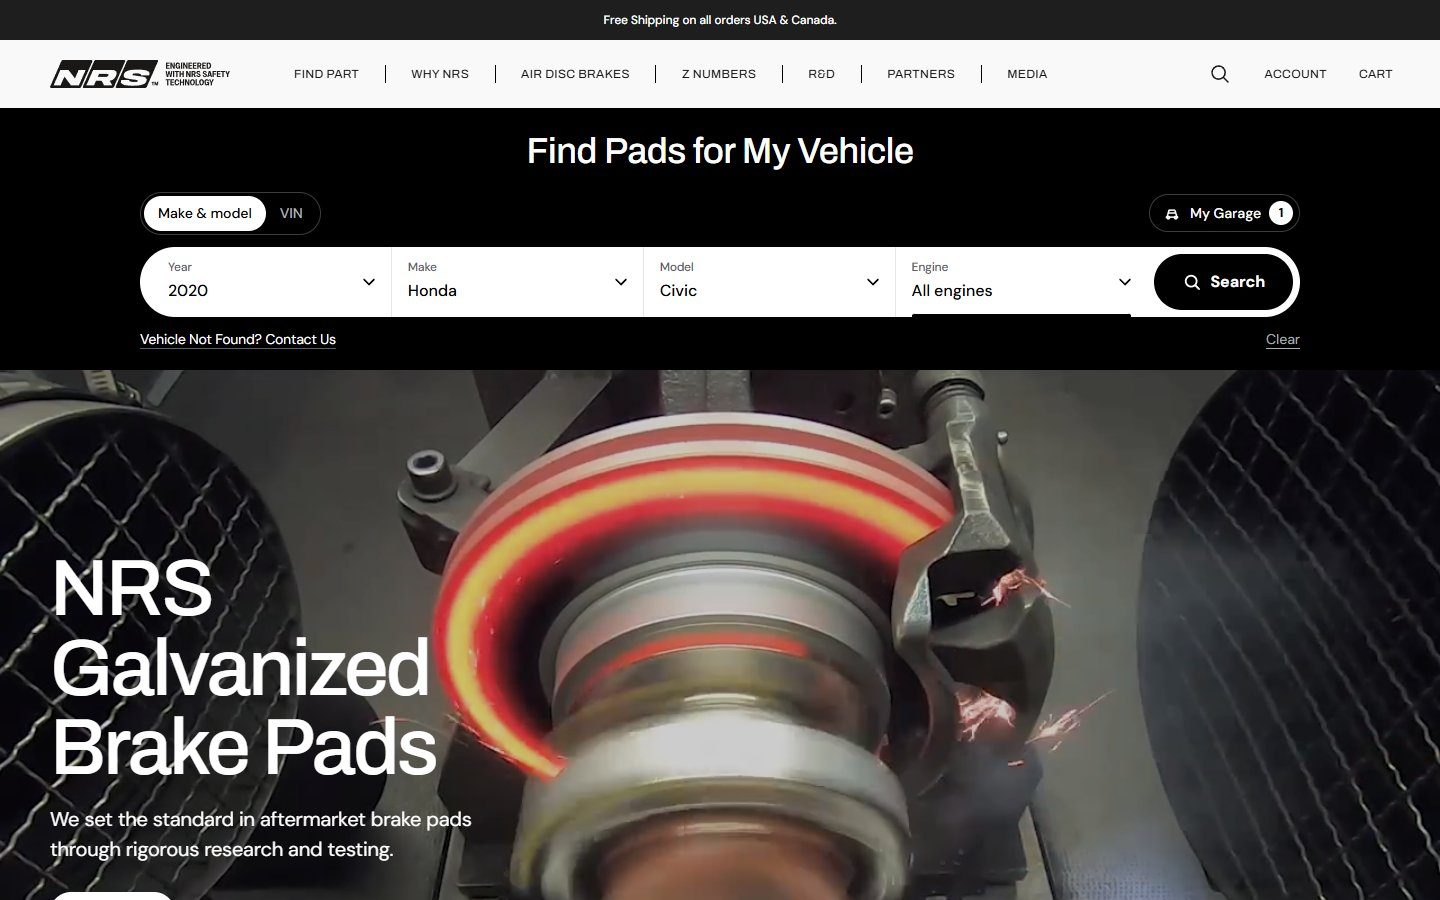 Free Shipping on all orders USA & Canada.
NRS™
ENGINEERED
WITH NRS SAFETY
TECHNOLOGY
FIND PART
WHY NRS
AIR DISC BRAKES
Z NUMBERS
R&D
PARTNERS
MEDIA
ACCOUNT
CART
Find Pads for My Vehicle
Make & model
VIN
My Garage 1
Year
2020
Make
Honda
Model
Civic
Engine
All engines
Search
Vehicle Not Found? Contact Us
Clear
NRS
Galvanized
Brake Pads
We set the standard in aftermarket brake pads
through rigorous research and testing.